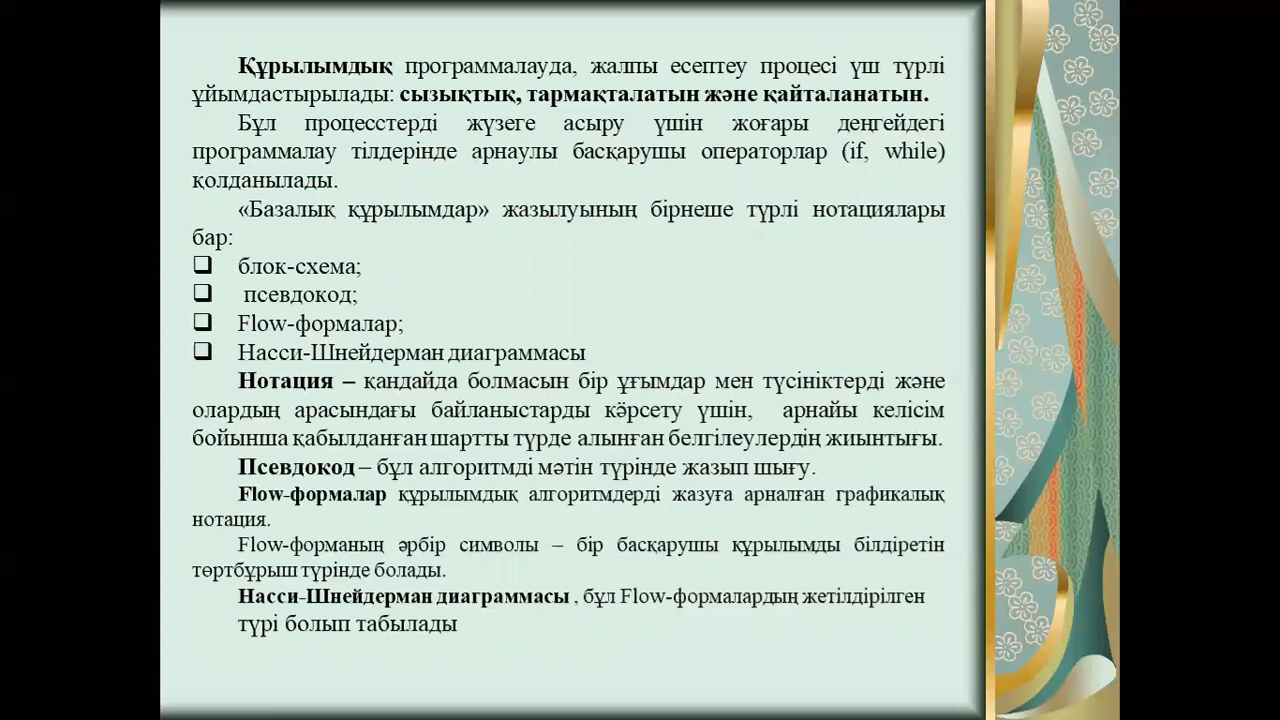 Құрылымдық программалауда, жалпы есептеу процесі үш түрлі
ұйымдастырылады: сызықтық, тармақталатын және қайталанатын.
Бұл процесстерді жүзеге асыру үшін жоғары деңгейдегі
программалау тілдерінде арнаулы басқарушы операторлар (if, while)
қолданылады.
«Базалық құрылымдар» жазылуының бірнеше түрлі нотациялары
бар:
❑ блок-схема;
❑ псевдокод;
❑ Flow-формалар;
❑ Насси-Шнейдерман диаграммасы
Нотация – қандайда болмасын бір ұғымдар мен түсініктерді және
олардың арасындағы байланыстарды көрсету үшін, арнайы келісім
бойынша қабылданған шартты түрде алынған белгілеулердің жиынтығы.
Псевдокод – бұл алгоритмді мәтін түрінде жазып шығу.
Flow-формалар құрылымдық алгоритмдерді жазуға арналған графикалық
нотация.
Flow-форманың әрбір символы – бір басқарушы құрылымды білдіретін
төртбұрыш түрінде болады.
Насси-Шнейдерман диаграммасы , бұл Flow-формалардың жетілдірілген
түрі болып табылады